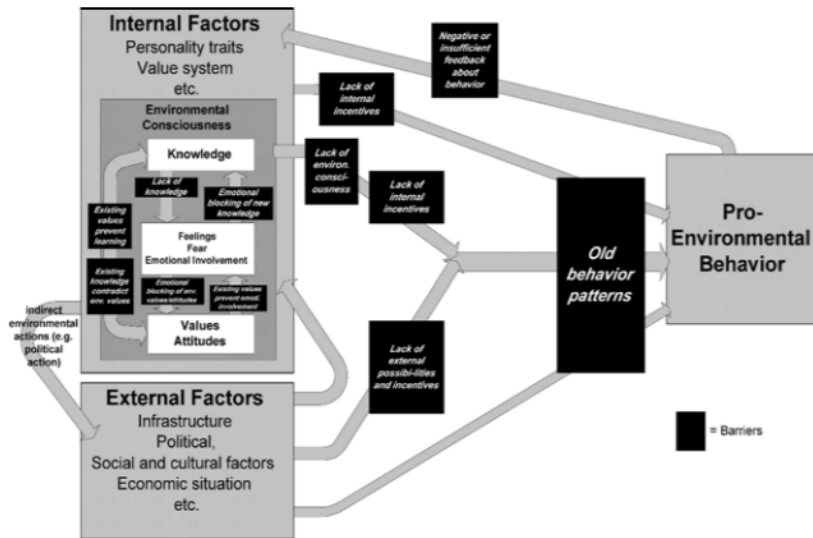 Internal Factors
Personality traits
Value system
etc.
Environmental
Consciousness
Knowledge
Lack of
knowledge
Emotional
blocking of new
knowledge
Existing
values
prevent
learning
Feelings
Fear
Emotional Involvement
Existing
knowledge
contradict
env. values
Emotional
blocking of env.
values/attitudes
Existing values
prevent emot.
involvement
Values
Attitudes
indirect
environmental
actions (e.g.
political
action)
External Factors
Infrastructure
Political,
Social and cultural factors
Economic situation
etc.
Lack of
internal
incentives
Lack of
environ.
consci-
ousness
Lack of
internal
incentives
Lack of
external
possibi-lities
and incentives
Negative or
insufficient
feedback
about
behavior
Old
behavior
patterns
Pro-
Environmental
Behavior
= Barriers